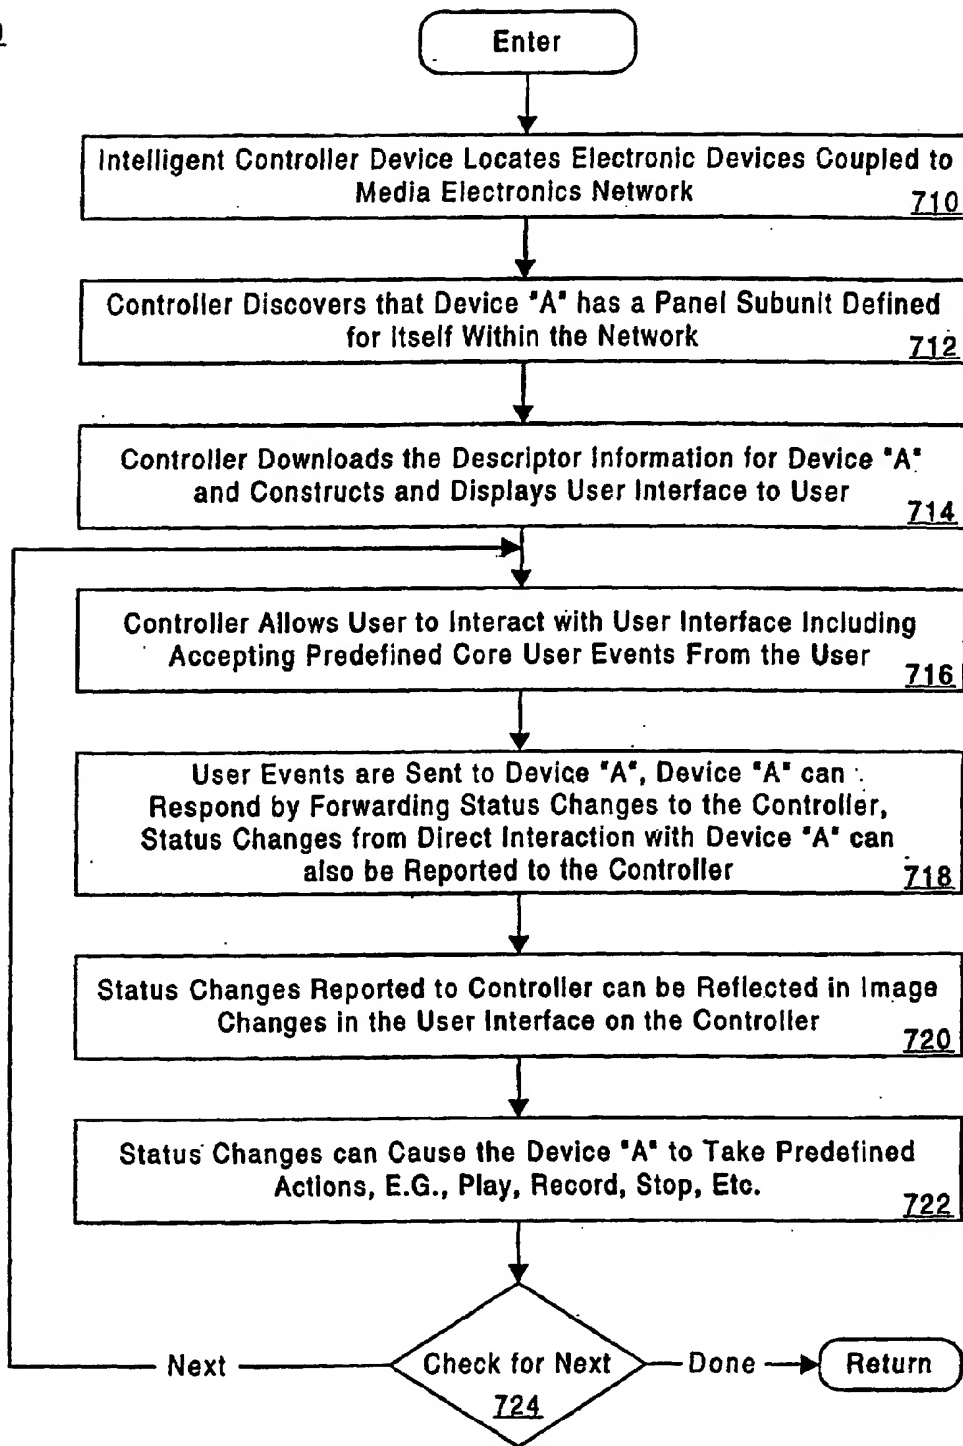 Enter
Intelligent Controller Device Locates Electronic Devices Coupled to
Media Electronics Network
710
Controller Discovers that Device "A" has a Panel Subunit Defined
for Itself Within the Network
712
Controller Downloads the Descriptor Information for Device "A"
and Constructs and Displays User Interface to User
714
Controller Allows User to Interact with User Interface Including
Accepting Predefined Core User Events From the User
716
User Events are Sent to Device "A", Device "A" can
Respond by Forwarding Status Changes to the Controller,
Status Changes from Direct Interaction with Device "A" can
also be Reported to the Controller
718
Status Changes Reported to Controller can be Reflected in Image
Changes in the User Interface on the Controller
720
Status Changes can Cause the Device "A" to Take Predefined
Actions, E.G., Play, Record, Stop, Etc.
722
Next
Check for Next
724
Done
Return